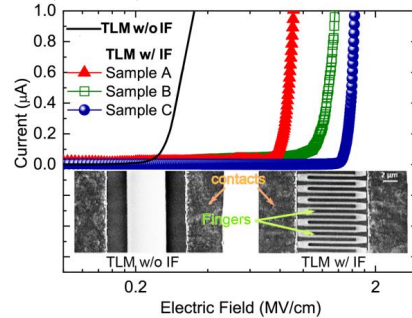 1.0
0.8
0.6
0.4
0.2
0.0
Current (μA)
TLM w/o IF
TLM w/ IF
Sample A
Sample B
Sample C
contacts
Fingers
2 μm
TLM w/o IF
TLM w/ IF
0.2
2
Electric Field (MV/cm)